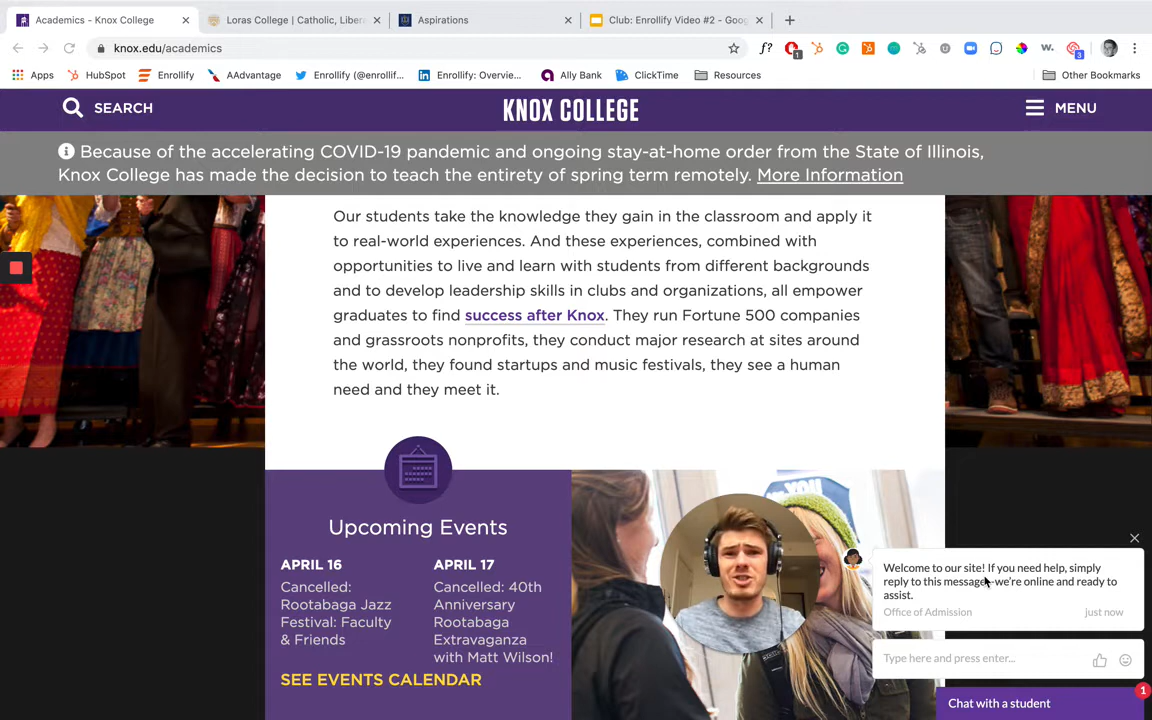 Academics - Knox College
Loras College | Catholic, Liber
Aspirations
Club: Enrollify Video #2 - Goog
knox.edu/academics
f?
1
w.
3
Apps
HubSpot
Enrollify
AAdvantage
Enrollify (@enrollif...
Enrollify: Overvie...
Ally Bank
ClickTime
Resources
Other Bookmarks
SEARCH
KNOX COLLEGE
MENU
Because of the accelerating COVID-19 pandemic and ongoing stay-at-home order from the State of Illinois,
Knox College has made the decision to teach the entirety of spring term remotely. More Information
Our students take the knowledge they gain in the classroom and apply it
to real-world experiences. And these experiences, combined with
opportunities to live and learn with students from different backgrounds
and to develop leadership skills in clubs and organizations, all empower
graduates to find success after Knox. They run Fortune 500 companies
and grassroots nonprofits, they conduct major research at sites around
the world, they found startups and music festivals, they see a human
need and they meet it.
Upcoming Events
APRIL 16
Cancelled:
Rootabaga Jazz
Festival: Faculty
& Friends
APRIL 17
Cancelled: 40th
Anniversary
Rootabaga
Extravaganza
with Matt Wilson!
SEE EVENTS CALENDAR
YOU
Welcome to our site! If you need help, simply
reply to this message—we're online and ready to
assist.
Office of Admission
just now
Type here and press enter...
Chat with a student
1